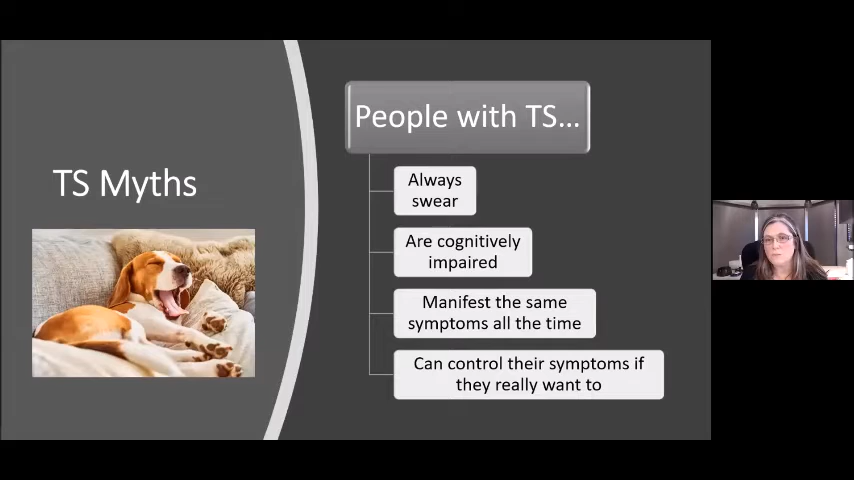 TS Myths
People with TS...
Always
swear
Are cognitively
impaired
Manifest the same
symptoms all the time
Can control their symptoms if
they really want to